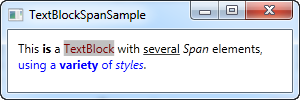 TextBlockSpanSample
This is a TextBlock with several Span elements,
using a variety of styles.